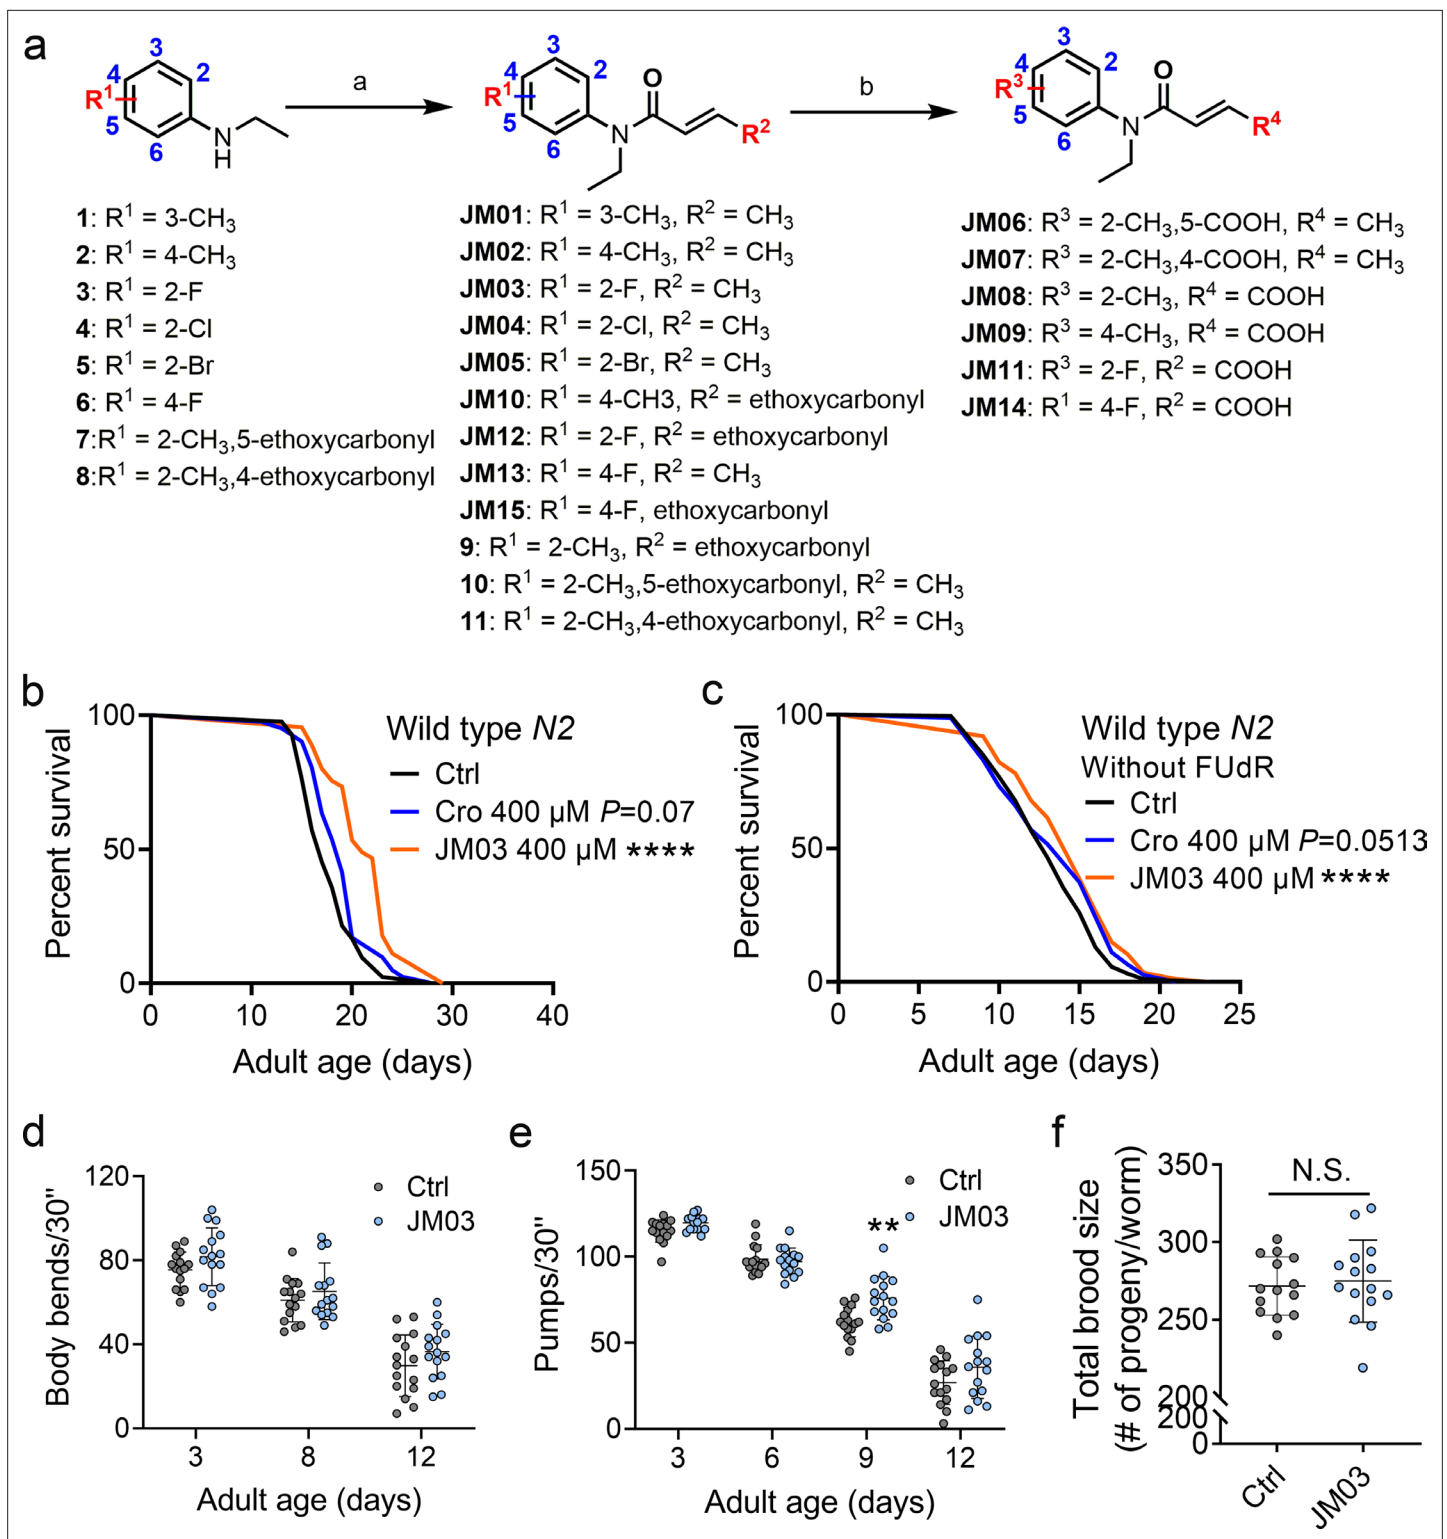 a
3
4
2
R¹
5
6
N
H
a
3
4
2
R¹
5
6
O
N
R²
b
3
4
2
R³
5
6
O
N
R⁴
1: R¹ = 3-CH₃
2: R¹ = 4-CH₃
3: R¹ = 2-F
4: R¹ = 2-Cl
5: R¹ = 2-Br
6: R¹ = 4-F
7:R¹ = 2-CH₃,5-ethoxycarbonyl
8:R¹ = 2-CH₃,4-ethoxycarbonyl
JM01: R¹ = 3-CH₃, R² = CH₃
JM02: R¹ = 4-CH₃, R² = CH₃
JM03: R¹ = 2-F, R² = CH₃
JM04: R¹ = 2-Cl, R² = CH₃
JM05: R¹ = 2-Br, R² = CH₃
JM10: R¹ = 4-CH3, R² = ethoxycarbonyl
JM12: R¹ = 2-F, R² = ethoxycarbonyl
JM13: R¹ = 4-F, R² = CH₃
JM15: R¹ = 4-F, ethoxycarbonyl
9: R¹ = 2-CH₃, R² = ethoxycarbonyl
10: R¹ = 2-CH₃,5-ethoxycarbonyl, R² = CH₃
11: R¹ = 2-CH₃,4-ethoxycarbonyl, R² = CH₃
JM06: R³ = 2-CH₃,5-COOH, R⁴ = CH₃
JM07: R³ = 2-CH₃,4-COOH, R⁴ = CH₃
JM08: R³ = 2-CH₃, R⁴ = COOH
JM09: R³ = 4-CH₃, R⁴ = COOH
JM11: R³ = 2-F, R² = COOH
JM14: R¹ = 4-F, R² = COOH
b
Percent survival
100
50
0
0 10 20 30 40
Adult age (days)
Wild type N2
Ctrl
Cro 400 µM P=0.07
JM03 400 µM ****
c
Percent survival
100
50
0
0 5 10 15 20 25
Adult age (days)
Wild type N2
Without FUdR
Ctrl
Cro 400 µM P=0.0513
JM03 400 µM ****
d
Body bends/30"
120
80
40
0
3 8 12
Adult age (days)
Ctrl
JM03
e
Pumps/30"
150
100
50
0
3 6 9 12
Adult age (days)
Ctrl
JM03
**
f
Total brood size
(# of progeny/worm)
350
300
250
200
200
0
N.S.
Ctrl
JM03